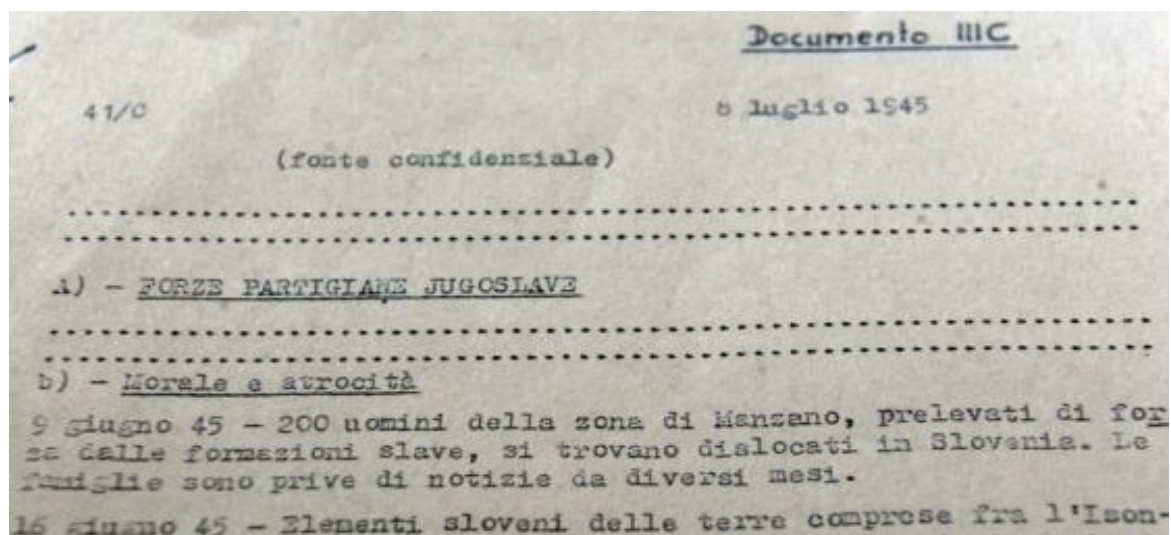 Documento IIIC
41/C
6 luglio 1945
(fonte confidenziale)
................................................................
................................................................
A) - FORZE PARTIGIANE JUGOSLAVE
................................................................
................................................................
b) - Morale e atrocità
9 giugno 45 - 200 uomini della zona di Manzano, prelevati di for
za dalle formazioni slave, si trovano dislocati in Slovenia. Le
famiglie sono prive di notizie da diversi mesi.
16 giugno 45 - Elementi sloveni delle terre comprese fra l'Ison-